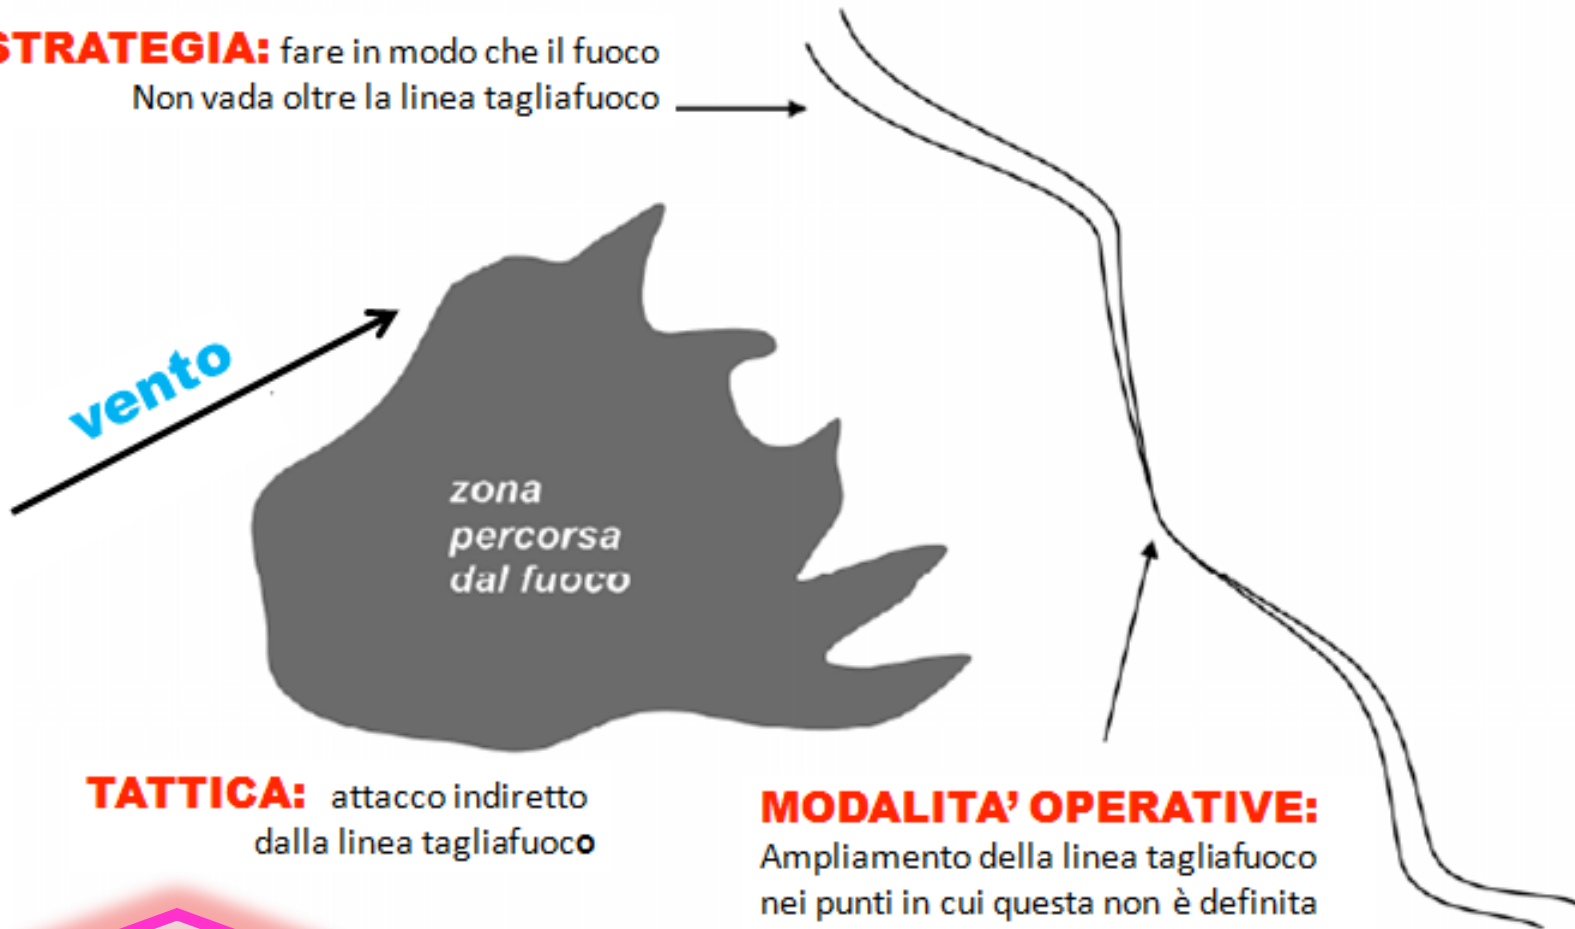 STRATEGIA: fare in modo che il fuoco
Non vada oltre la linea tagliafuoco
vento
zona
percorsa
dal fuoco
TATTICA: attacco indiretto
dalla linea tagliafuoco
MODALITA’ OPERATIVE:
Ampliamento della linea tagliafuoco
nei punti in cui questa non è definita